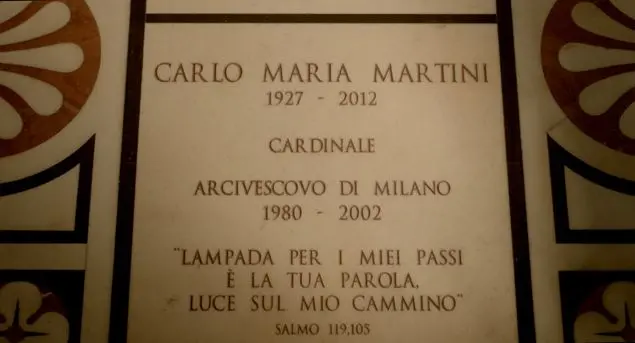 CARLO MARIA MARTINI
1927 - 2012
CARDINALE
ARCIVESCOVO DI MILANO
1980 - 2002
"LAMPADA PER I MIEI PASSI
È LA TUA PAROLA,
LUCE SUL MIO CAMMINO"
SALMO 119,105